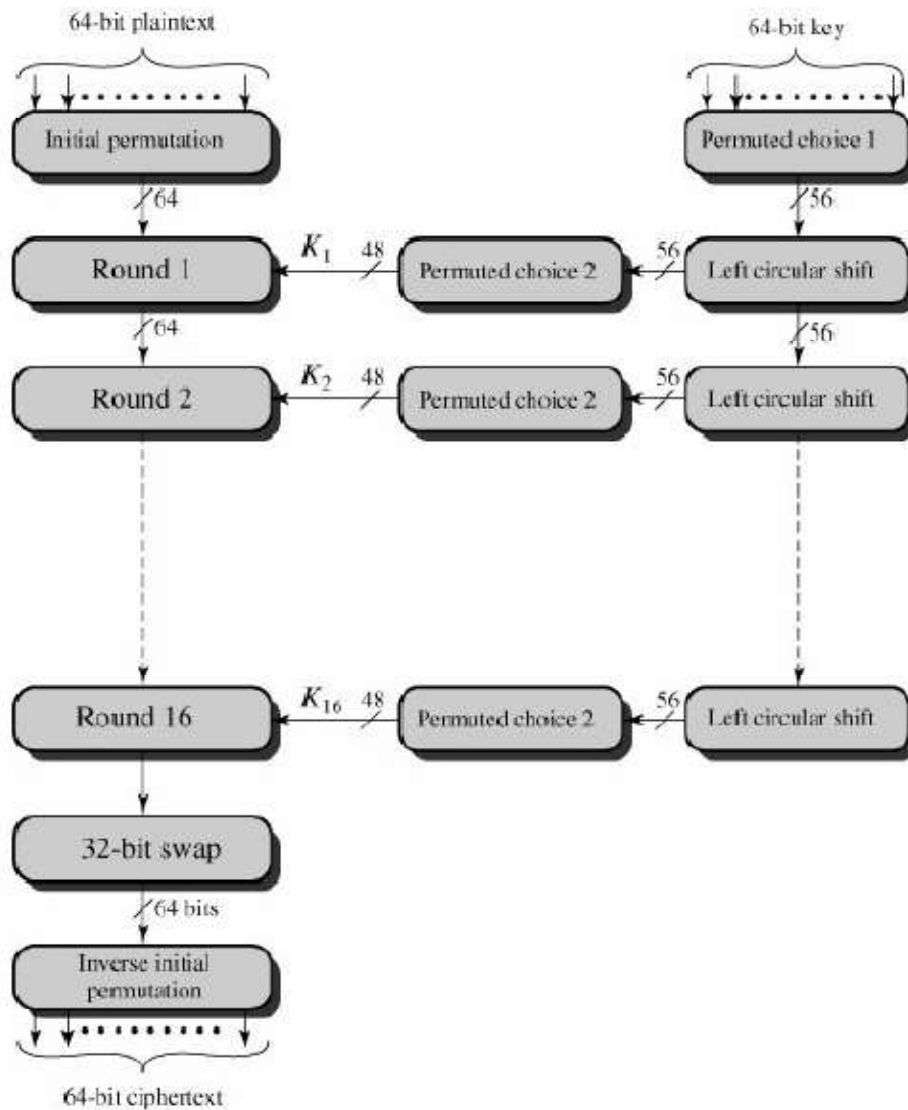 64-bit plaintext
64-bit key
Initial permutation
Permuted choice 1
64
56
Round 1
K1
48
Permuted choice 2
56
Left circular shift
64
56
Round 2
K2
48
Permuted choice 2
56
Left circular shift
Round 16
K16
48
Permuted choice 2
56
Left circular shift
32-bit swap
64 bits
Inverse initial
permutation
64-bit ciphertext